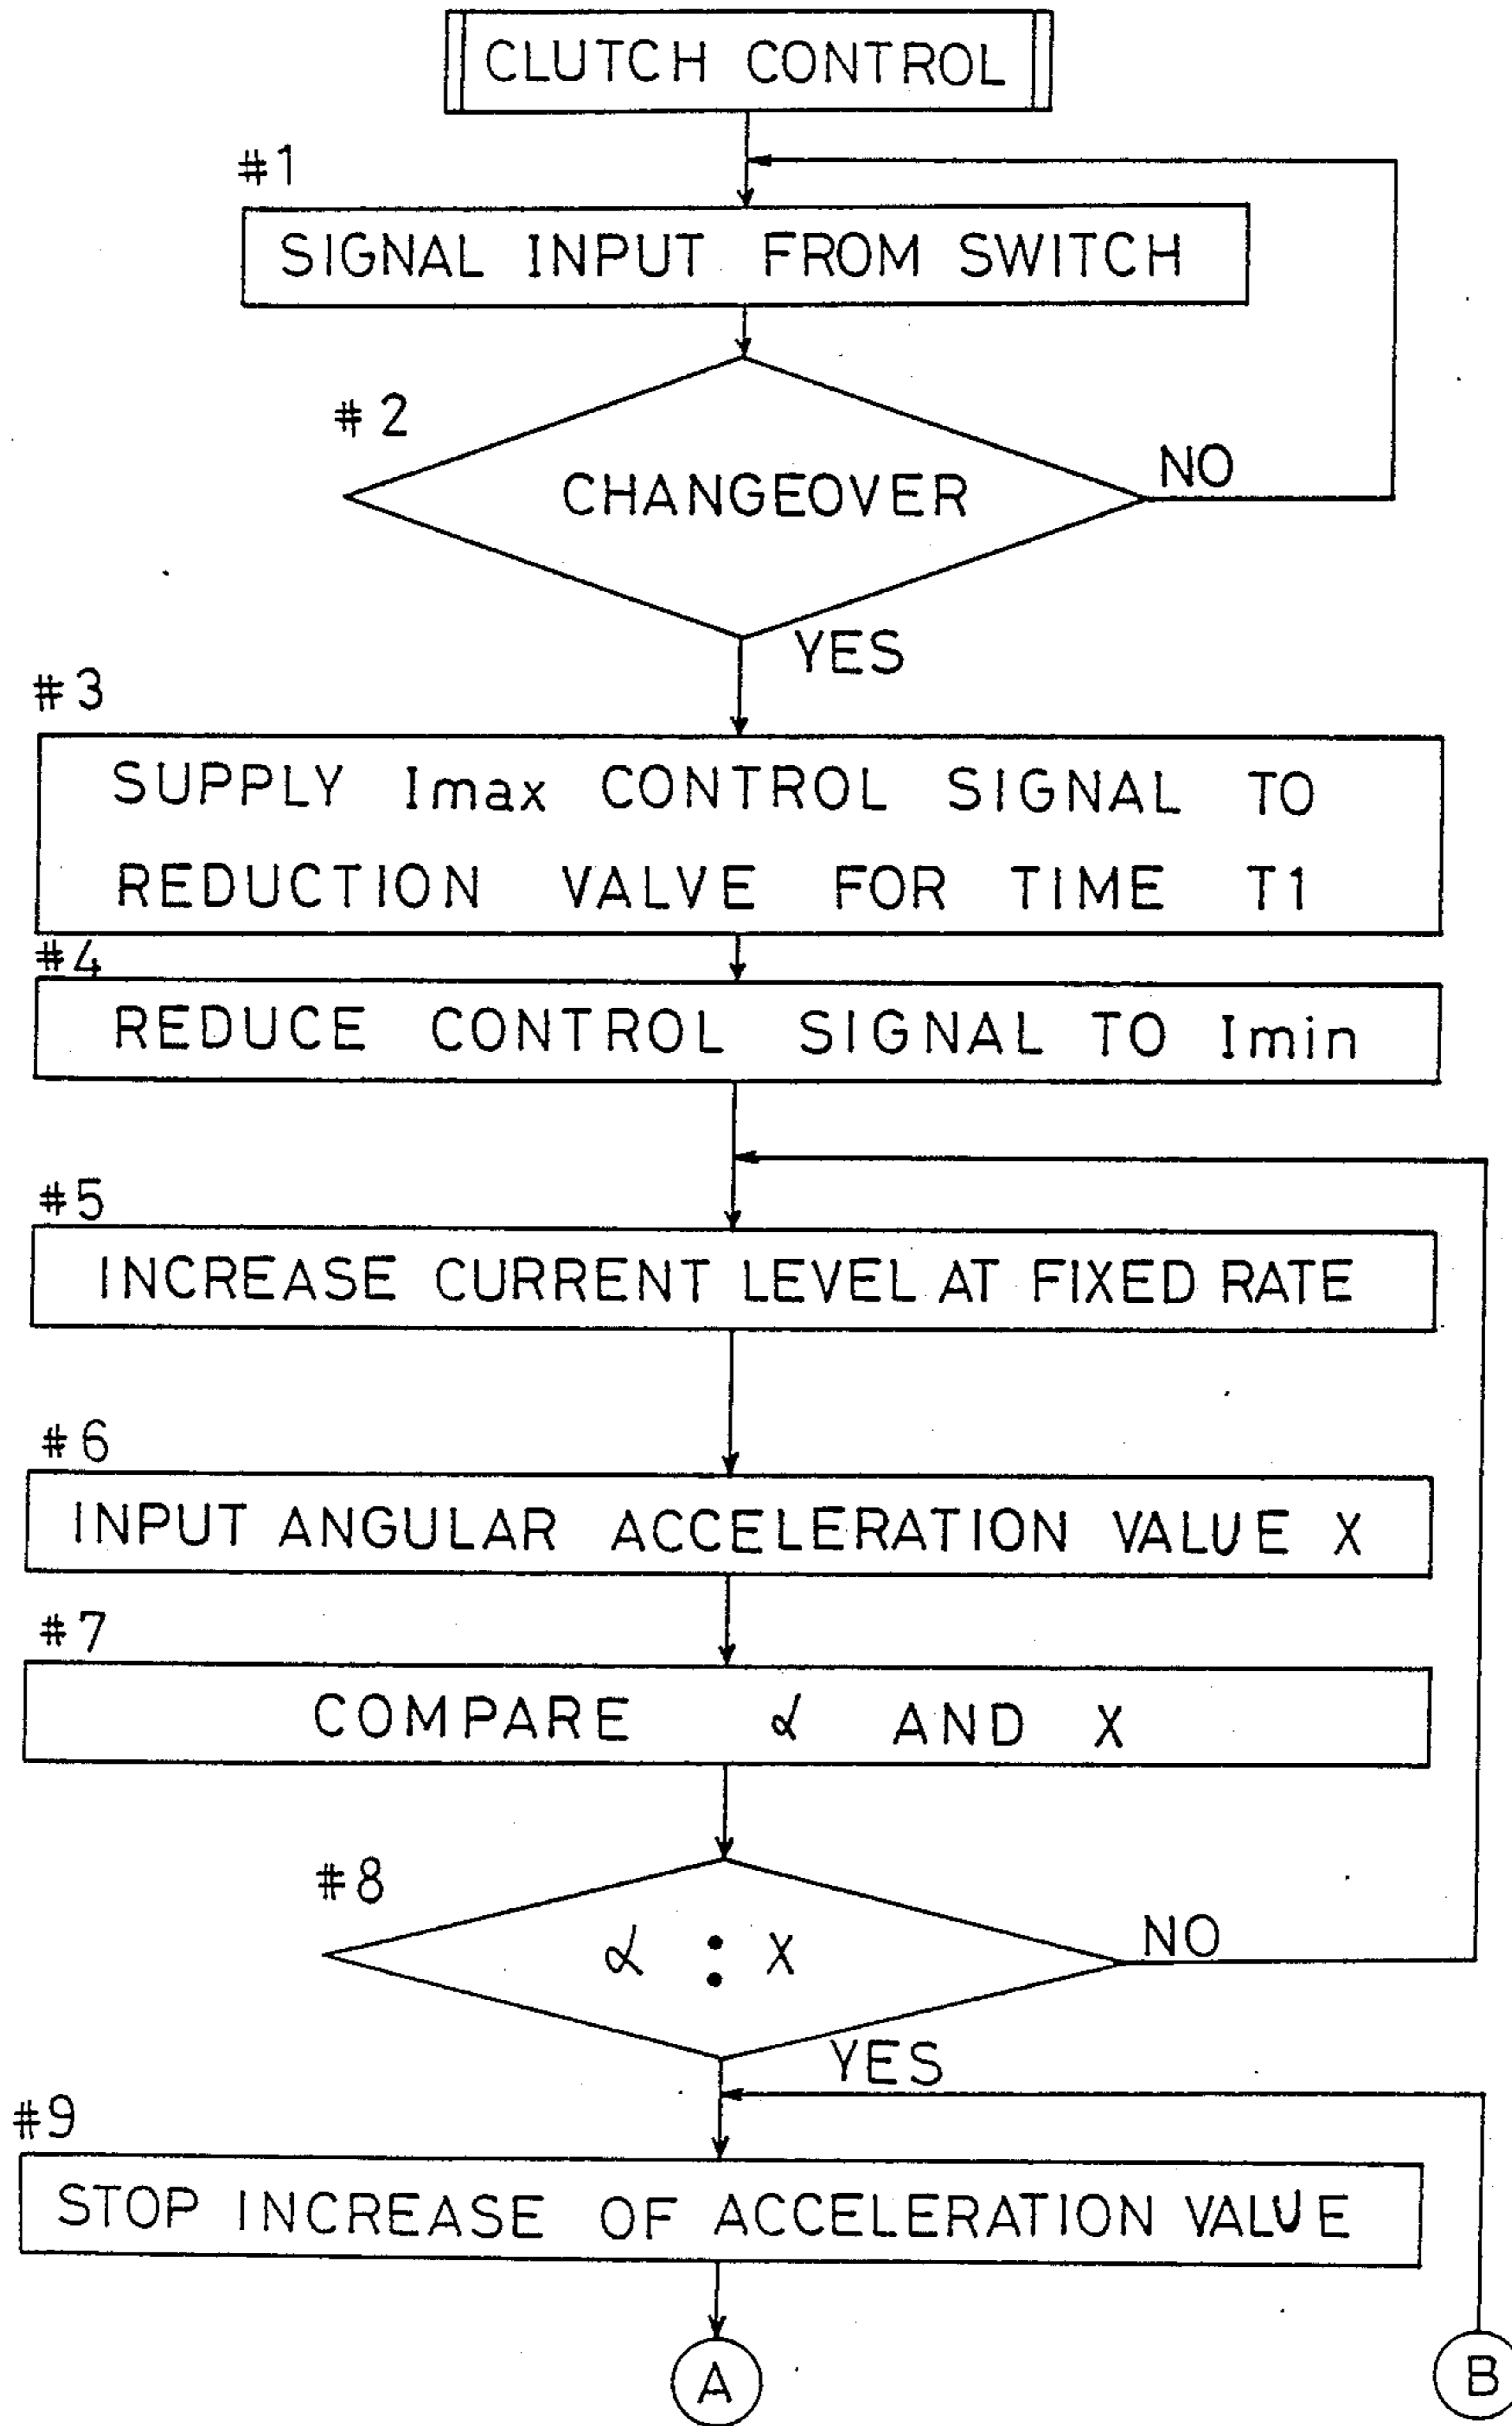 CLUTCH CONTROL
#1
SIGNAL INPUT FROM SWITCH
#2
CHANGEOVER
NO
YES
#3
SUPPLY Imax CONTROL SIGNAL TO
REDUCTION VALVE FOR TIME T1
#4
REDUCE CONTROL SIGNAL TO Imin
#5
INCREASE CURRENT LEVEL AT FIXED RATE
#6
INPUT ANGULAR ACCELERATION VALUE X
#7
COMPARE α AND X
#8
α : X
NO
YES
#9
STOP INCREASE OF ACCELERATION VALUE
A
B